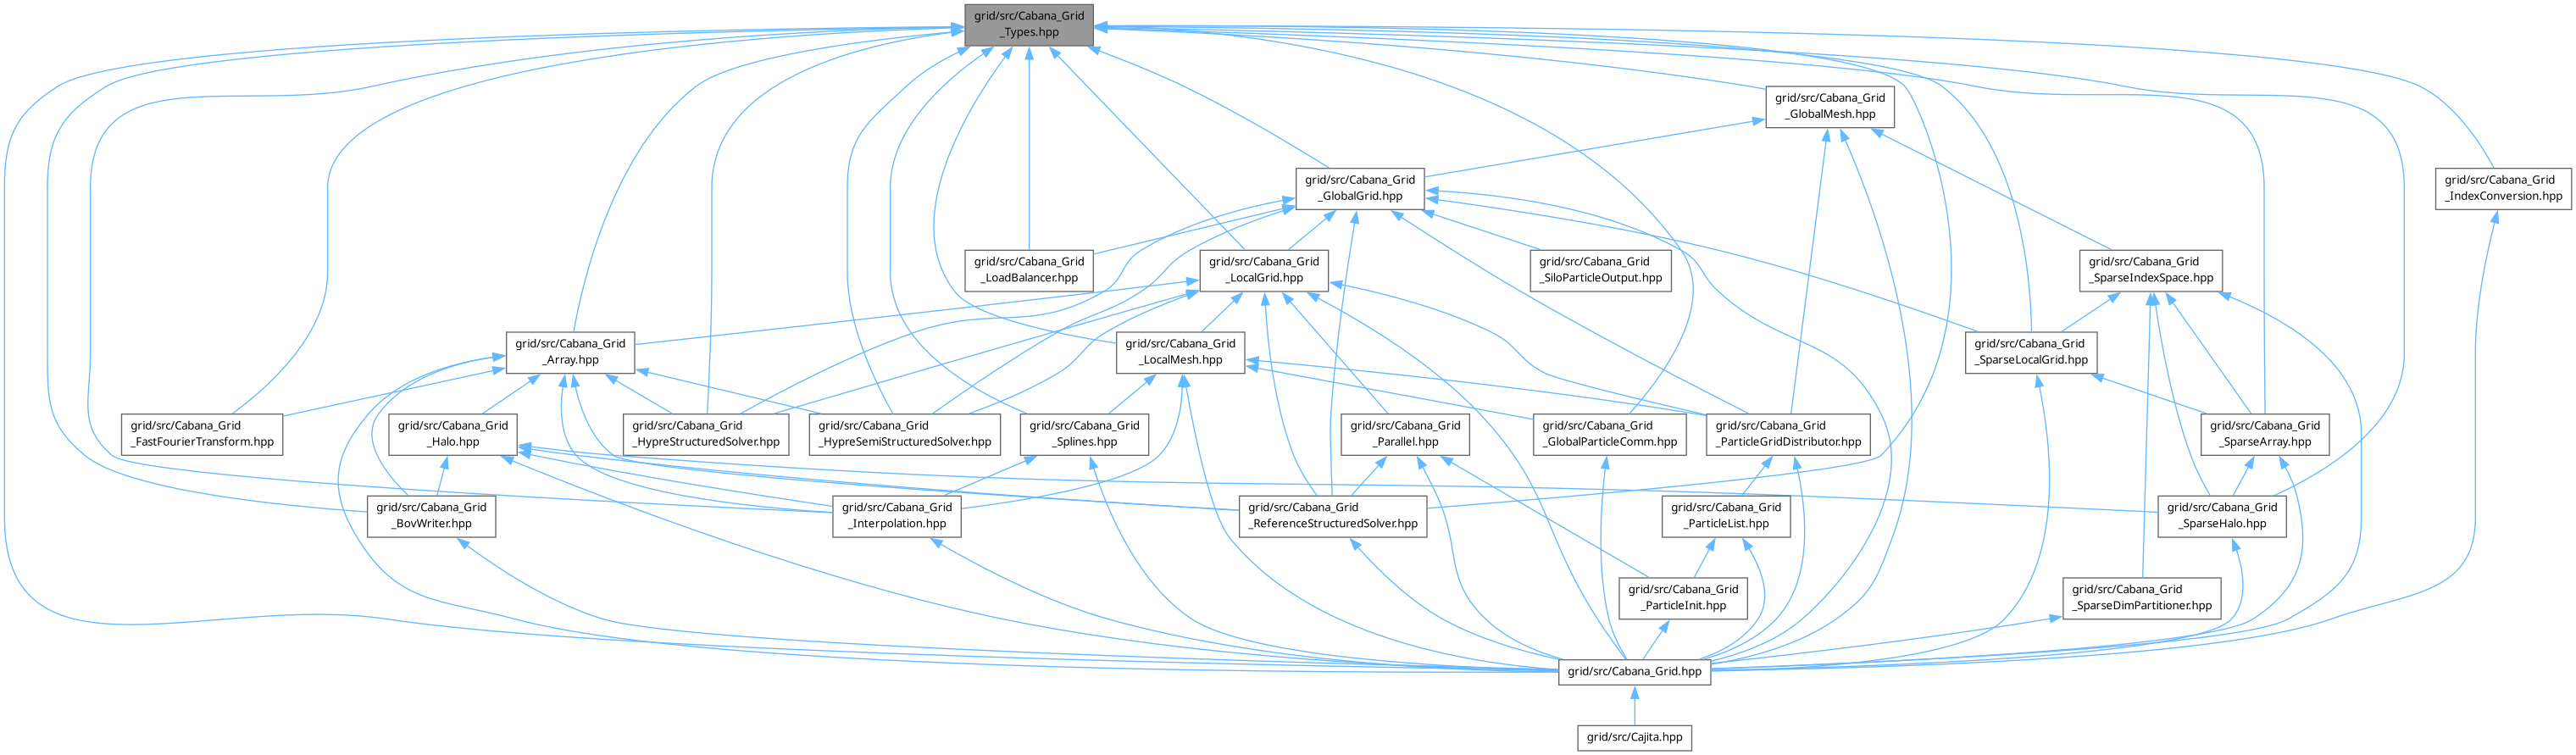 grid/src/Cabana_Grid
_Types.hpp
grid/src/Cabana_Grid
_GlobalMesh.hpp
grid/src/Cabana_Grid
_GlobalGrid.hpp
grid/src/Cabana_Grid
_IndexConversion.hpp
grid/src/Cabana_Grid
_LoadBalancer.hpp
grid/src/Cabana_Grid
_LocalGrid.hpp
grid/src/Cabana_Grid
_SiloParticleOutput.hpp
grid/src/Cabana_Grid
_SparseIndexSpace.hpp
grid/src/Cabana_Grid
_Array.hpp
grid/src/Cabana_Grid
_LocalMesh.hpp
grid/src/Cabana_Grid
_SparseLocalGrid.hpp
grid/src/Cabana_Grid
_FastFourierTransform.hpp
grid/src/Cabana_Grid
_Halo.hpp
grid/src/Cabana_Grid
_HypreStructuredSolver.hpp
grid/src/Cabana_Grid
_HypreSemiStructuredSolver.hpp
grid/src/Cabana_Grid
_Splines.hpp
grid/src/Cabana_Grid
_Parallel.hpp
grid/src/Cabana_Grid
_GlobalParticleComm.hpp
grid/src/Cabana_Grid
_ParticleGridDistributor.hpp
grid/src/Cabana_Grid
_SparseArray.hpp
grid/src/Cabana_Grid
_BovWriter.hpp
grid/src/Cabana_Grid
_Interpolation.hpp
grid/src/Cabana_Grid
_ReferenceStructuredSolver.hpp
grid/src/Cabana_Grid
_ParticleList.hpp
grid/src/Cabana_Grid
_SparseHalo.hpp
grid/src/Cabana_Grid
_ParticleInit.hpp
grid/src/Cabana_Grid
_SparseDimPartitioner.hpp
grid/src/Cabana_Grid.hpp
grid/src/Cajita.hpp